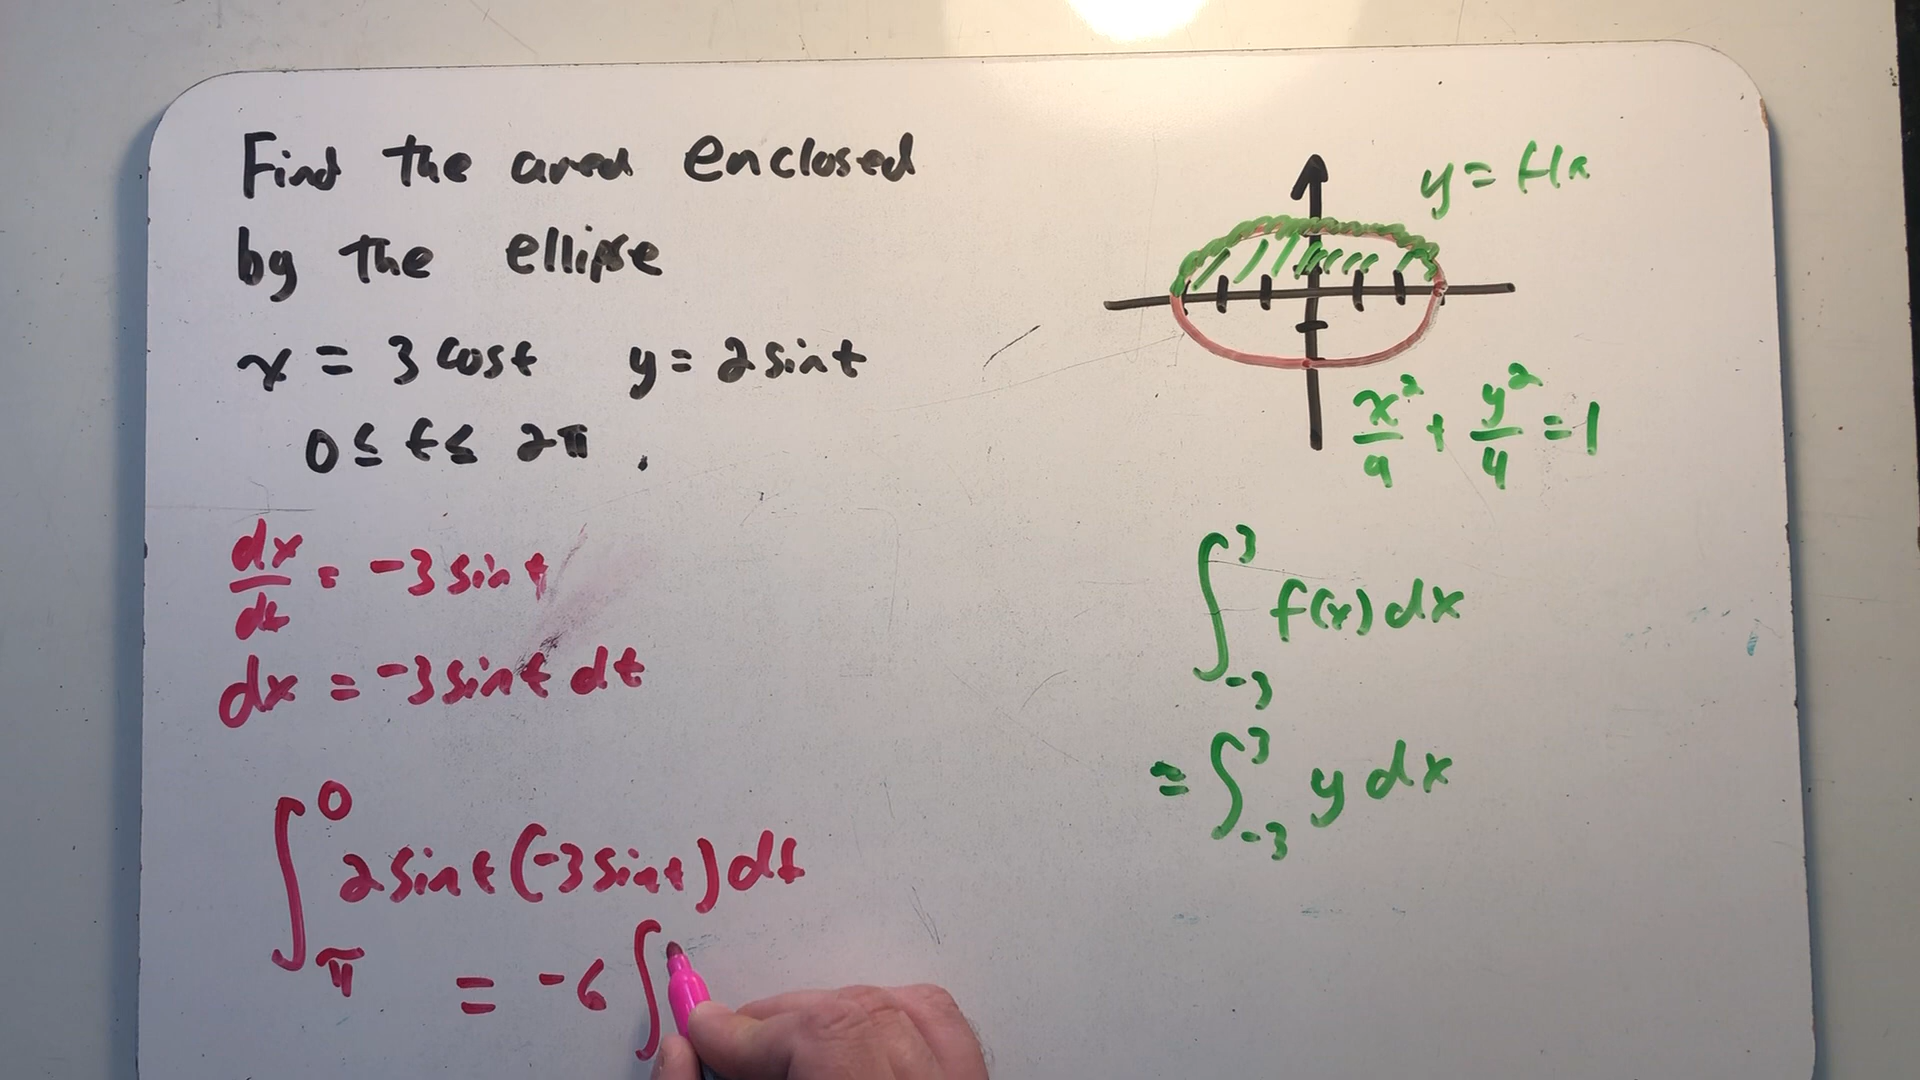 Find the area enclosed
by the ellipse
x = 3 cos t y = 2 sin t
0 ≤ t ≤ 2π .
dx/dt = -3 sin t
dx = -3 sin t dt
∫_π^0 2 sin t (-3 sin t) dt
= -6 ∫
y = f(x
x²/9 + y²/4 = 1
∫_{-3}^3 f(x) dx
= ∫_{-3}^3 y dx